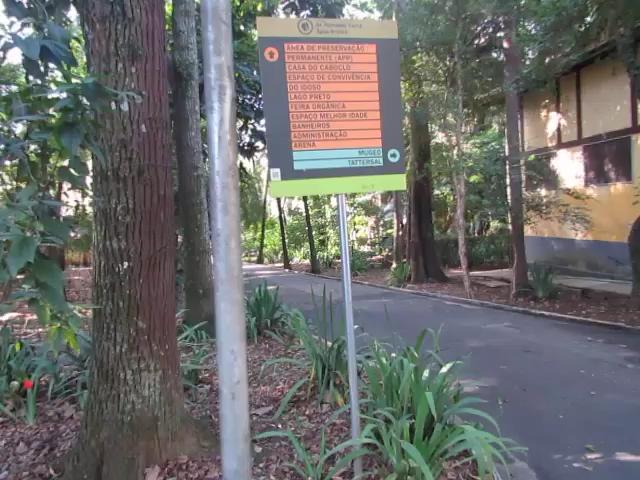 ÁREA DE PRESERVAÇÃO
PERMANENTE (APP)
CASA DO CABOCLO
ESPAÇO DE CONVIVÊNCIA
DO IDOSO
LAGO PRETO
FEIRA ORGÂNICA
ESPAÇO MELHOR IDADE
BANHEIROS
ADMINISTRAÇÃO
ARENA
MUGEO
TATTERSAL